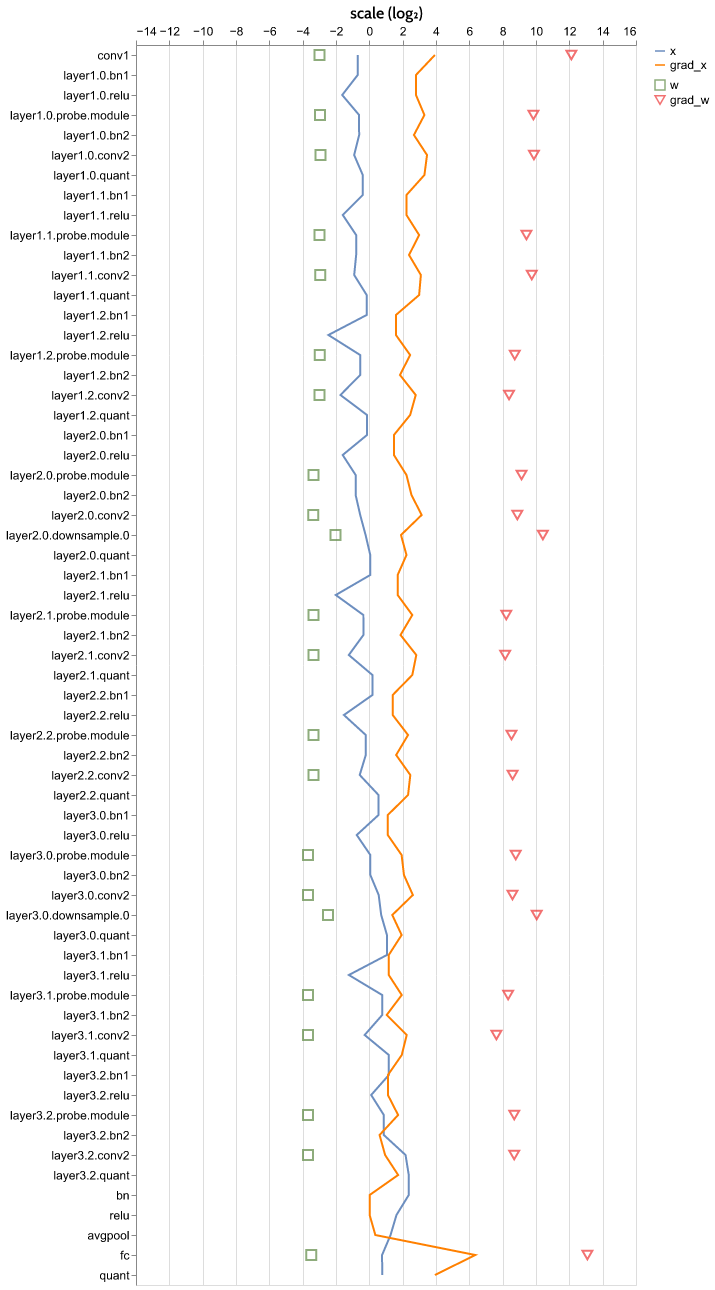 scale (log₂)
−14 −12 −10 −8 −6 −4 −2 0 2 4 6 8 10 12 14 16
conv1
layer1.0.bn1
layer1.0.relu
layer1.0.probe.module
layer1.0.bn2
layer1.0.conv2
layer1.0.quant
layer1.1.bn1
layer1.1.relu
layer1.1.probe.module
layer1.1.bn2
layer1.1.conv2
layer1.1.quant
layer1.2.bn1
layer1.2.relu
layer1.2.probe.module
layer1.2.bn2
layer1.2.conv2
layer1.2.quant
layer2.0.bn1
layer2.0.relu
layer2.0.probe.module
layer2.0.bn2
layer2.0.conv2
layer2.0.downsample.0
layer2.0.quant
layer2.1.bn1
layer2.1.relu
layer2.1.probe.module
layer2.1.bn2
layer2.1.conv2
layer2.1.quant
layer2.2.bn1
layer2.2.relu
layer2.2.probe.module
layer2.2.bn2
layer2.2.conv2
layer2.2.quant
layer3.0.bn1
layer3.0.relu
layer3.0.probe.module
layer3.0.bn2
layer3.0.conv2
layer3.0.downsample.0
layer3.0.quant
layer3.1.bn1
layer3.1.relu
layer3.1.probe.module
layer3.1.bn2
layer3.1.conv2
layer3.1.quant
layer3.2.bn1
layer3.2.relu
layer3.2.probe.module
layer3.2.bn2
layer3.2.conv2
layer3.2.quant
bn
relu
avgpool
fc
quant
x
grad_x
w
grad_w